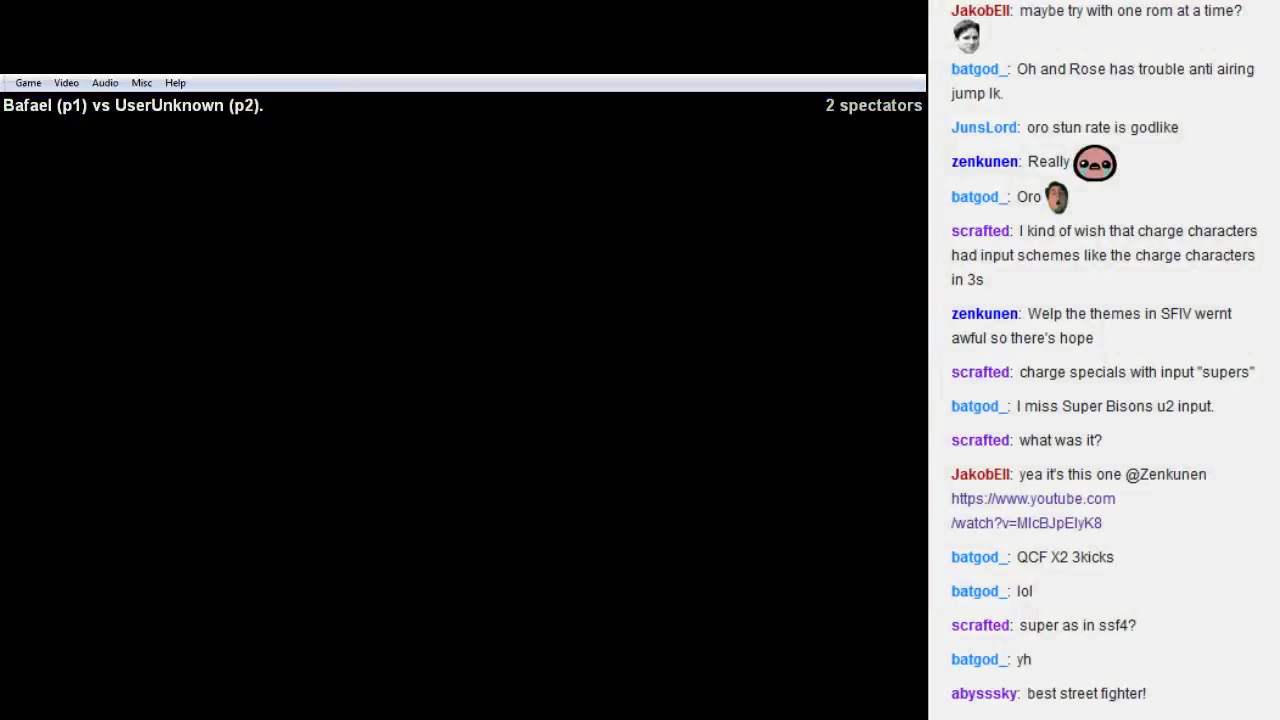 Game Video Audio Misc Help
Bafael (p1) vs UserUnknown (p2).
2 spectators
JakobEll: maybe try with one rom at a time?
batgod_: Oh and Rose has trouble anti airing
jump lk.
JunsLord: oro stun rate is godlike
zenkunen: Really
batgod_: Oro
scrafted: I kind of wish that charge characters
had input schemes like the charge characters
in 3s
zenkunen: Welp the themes in SFIV wernt
awful so there's hope
scrafted: charge specials with input "supers"
batgod_: I miss Super Bisons u2 input.
scrafted: what was it?
JakobEll: yea it's this one @Zenkunen
https://www.youtube.com
/watch?v=MlcBJpElyK8
batgod_: QCF X2 3kicks
batgod_: lol
scrafted: super as in ssf4?
batgod_: yh
abysssky: best street fighter!